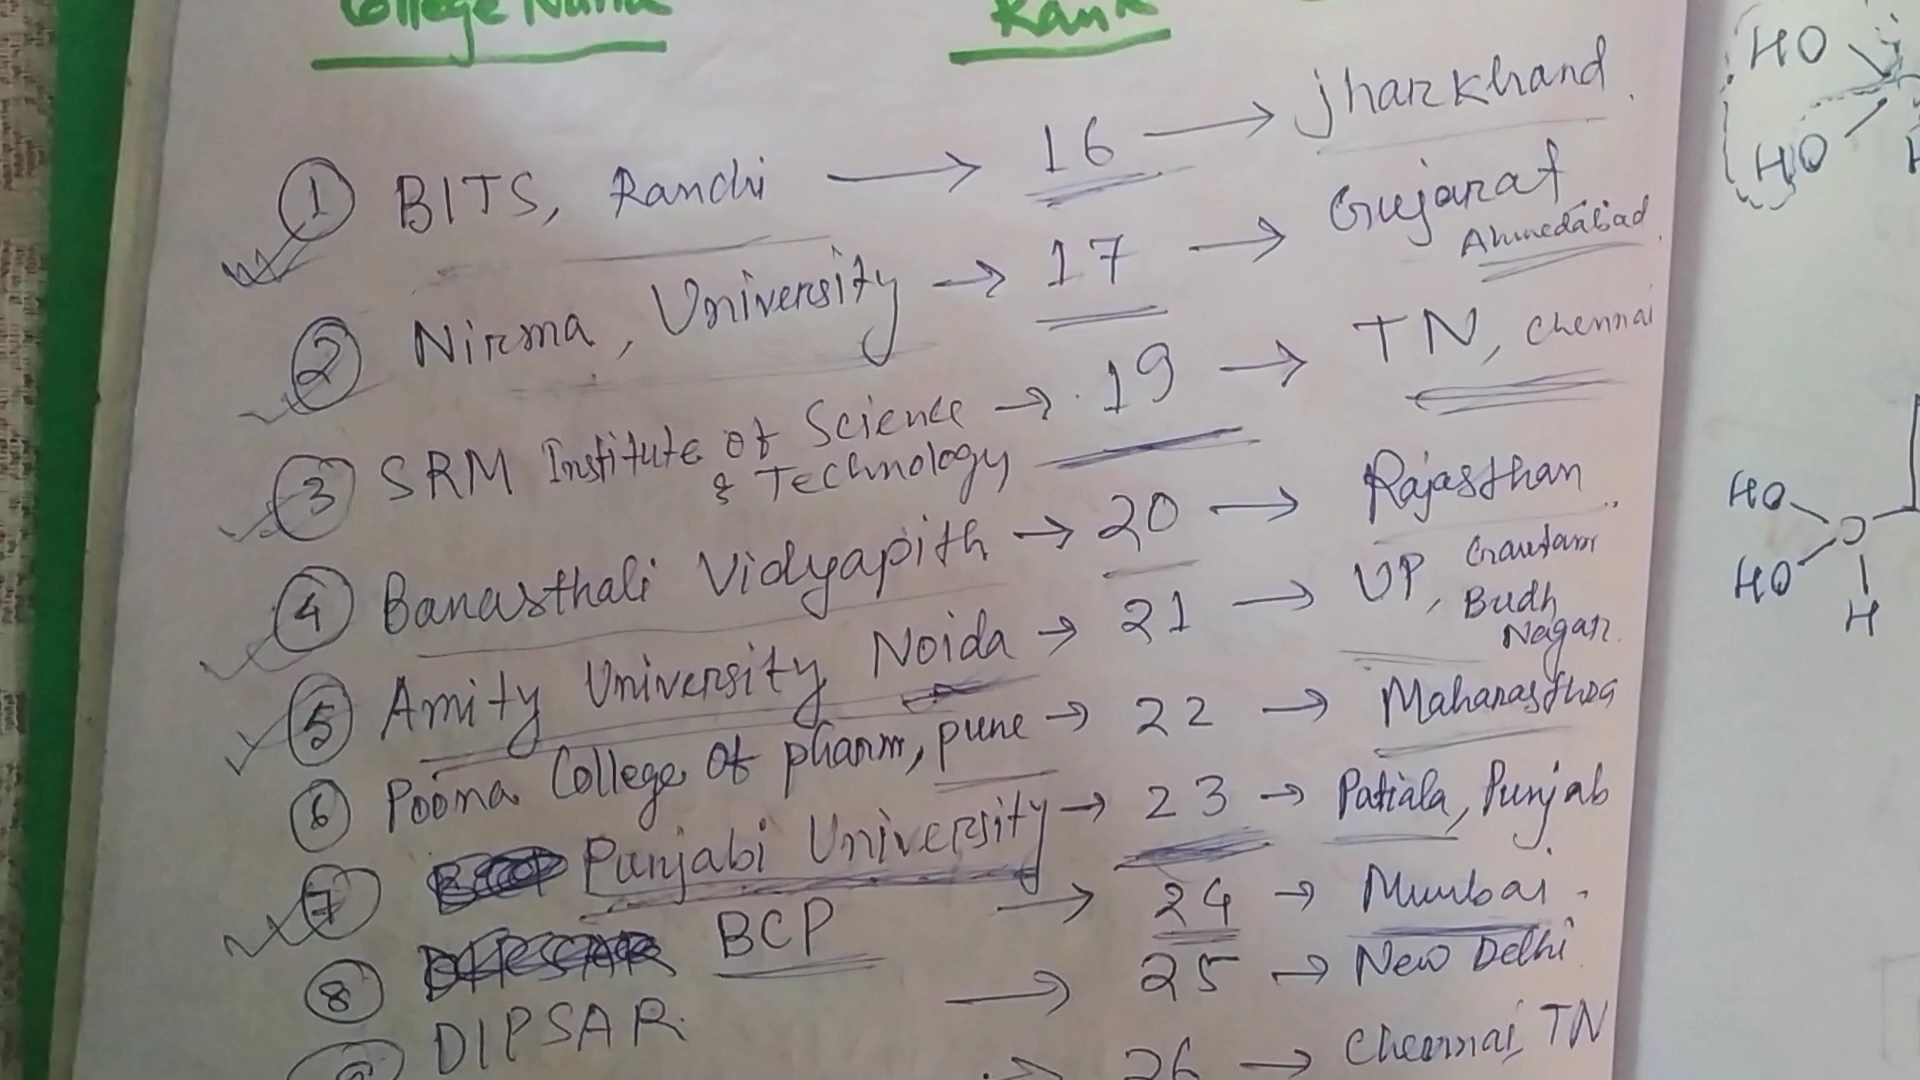 College Name Rank
① BITS, Ranchi → 16 → Jharkhand.
② Nirma, University → 17 → Gujarat
Ahmedabad.
③ SRM Institute of Science → 19 → TN, Chennai
& Technology
④ Banasthali Vidyapith → 20 → Rajasthan
⑤ Amity University Noida → 21 → UP, Gautam
Budh
Nagar.
⑥ Poona College of pharm, pune → 22 → Maharasthra
⑦ Punjabi University → 23 → Patiala, Punjab
⑧ BCP → 24 → Mumbai.
DIPSAR → 25 → New Delhi
→ 26 → Chennai, TN
HO
HO
HO
HO
H